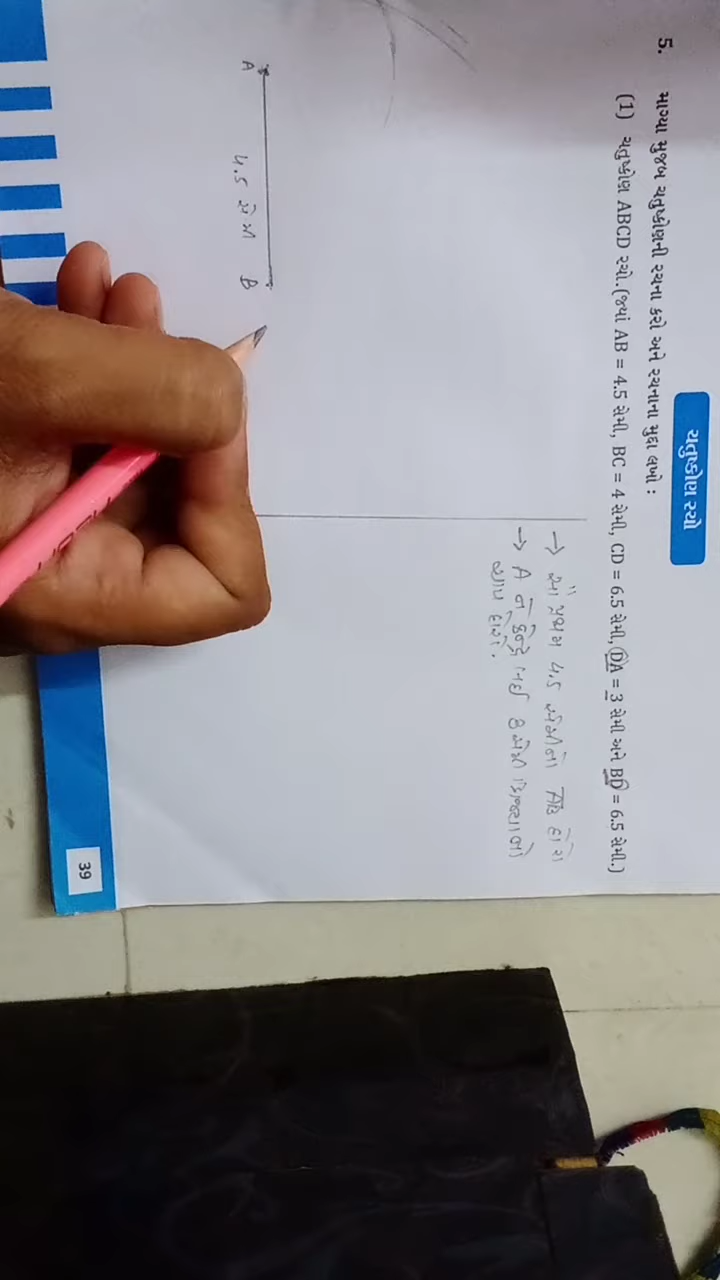 ચતુષ્કોણ રચો
5. માગ્યા મુજબ ચતુષ્કોણની રચના કરો અને રચનાના મુદ્દા લખો :
(1) ચતુષ્કોણ ABCD રચો.(જ્યાં AB = 4.5 સેમી, BC = 4 સેમી, CD = 6.5 સેમી, DA = 3 સેમી અને BD = 6.5 સેમી.)
→ પ્રથમ 4.5 સેમીનો AB દોરો
→ A ને કેન્દ્ર લઈ 3 સેમી ત્રિજ્યાનો
ચાપ દોરો.
A B
4.5 સેમી
39